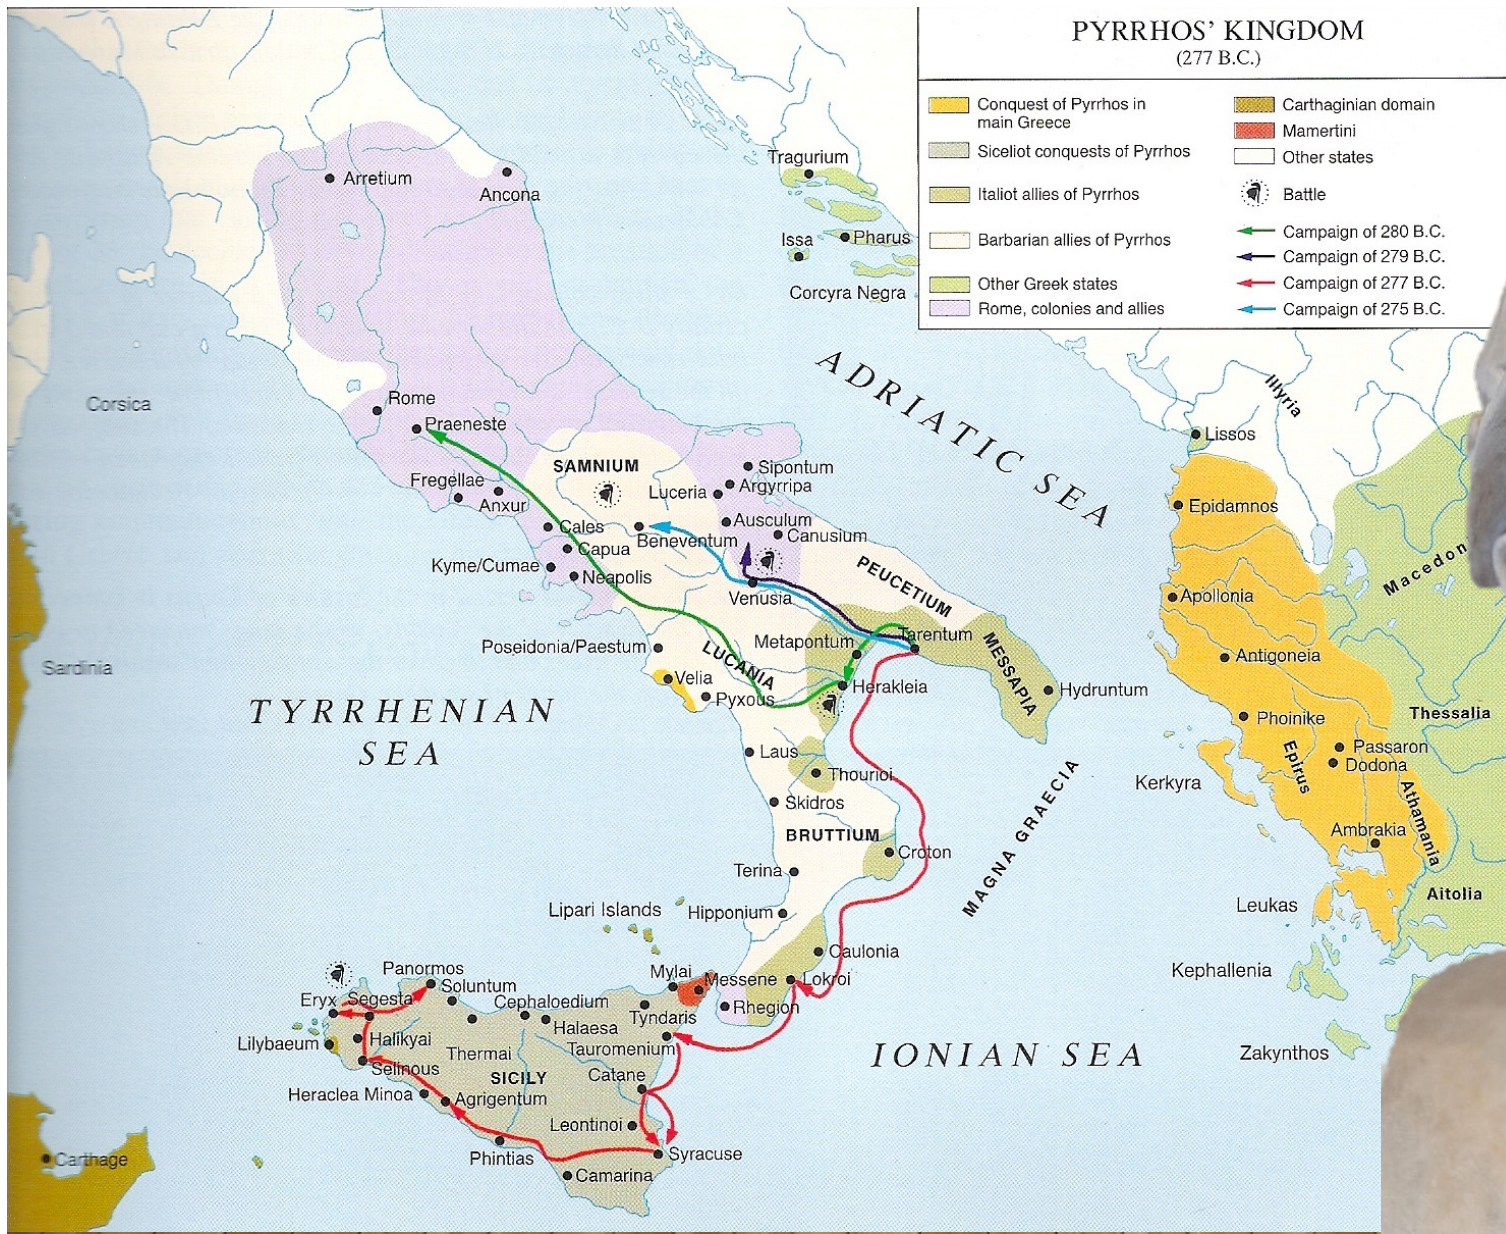 PYRRHOS' KINGDOM
(277 B.C.)
Conquest of Pyrrhos in
main Greece
Siceliot conquests of Pyrrhos
Italiot allies of Pyrrhos
Barbarian allies of Pyrrhos
Other Greek states
Rome, colonies and allies
Carthaginian domain
Mamertini
Other states
Battle
Campaign of 280 B.C.
Campaign of 279 B.C.
Campaign of 277 B.C.
Campaign of 275 B.C.
Tragurium
Arretium
Ancona
Issa
Pharus
Corcyra Negra
ADRIATIC SEA
Illyria
Corsica
Rome
Praeneste
Lissos
SAMNIUM
Sipontum
Fregellae
Luceria
Argyrripa
Anxur
Epidamnos
Cales
Ausculum
Beneventum
Canusium
Capua
Kyme/Cumae
Neapolis
PEUCETIUM
Macedon
Venusia
Apollonia
Poseidonia/Paestum
Metapontum
Tarentum
LUCANIA
MESSAPIA
Antigoneia
Sardinia
Velia
Herakleia
Hydruntum
Pyxous
TYRRHENIAN
SEA
Phoinike
Thessalia
Laus
Passaron
Dodona
Epirus
Thourioi
Kerkyra
MAGNA GRAECIA
Athamania
Skidros
BRUTTIUM
Ambrakia
Croton
Terina
Aitolia
Lipari Islands
Hipponium
Leukas
Caulonia
Panormos
Soluntum
Mylai
Messene
Lokroi
Kephallenia
Eryx
Segesta
Cephaloedium
Rhegion
Tyndaris
Halaesa
Lilybaeum
Halikyai
Thermai
Tauromenium
IONIAN SEA
Zakynthos
Selinous
SICILY
Catane
Heraclea Minoa
Agrigentum
Leontinoi
Carthage
Phintias
Syracuse
Camarina